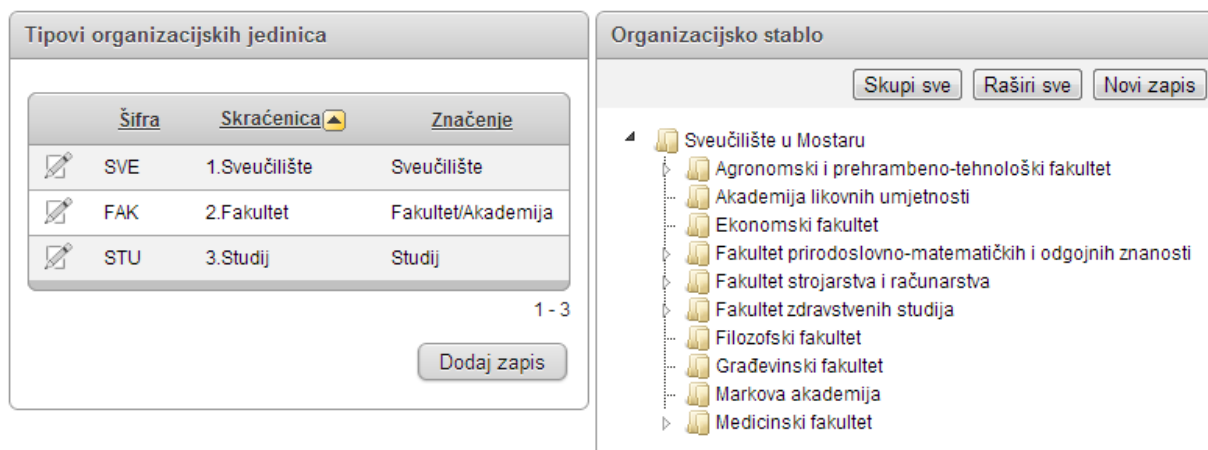 Tipovi organizacijskih jedinica
Šifra Skraćenica Značenje
SVE 1.Sveučilište Sveučilište
FAK 2.Fakultet Fakultet/Akademija
STU 3.Studij Studij
1 - 3
Dodaj zapis
Organizacijsko stablo
Skupi sve Raširi sve Novi zapis
Sveučilište u Mostaru
Agronomski i prehrambeno-tehnološki fakultet
Akademija likovnih umjetnosti
Ekonomski fakultet
Fakultet prirodoslovno-matematičkih i odgojnih znanosti
Fakultet strojarstva i računarstva
Fakultet zdravstvenih studija
Filozofski fakultet
Građevinski fakultet
Markova akademija
Medicinski fakultet